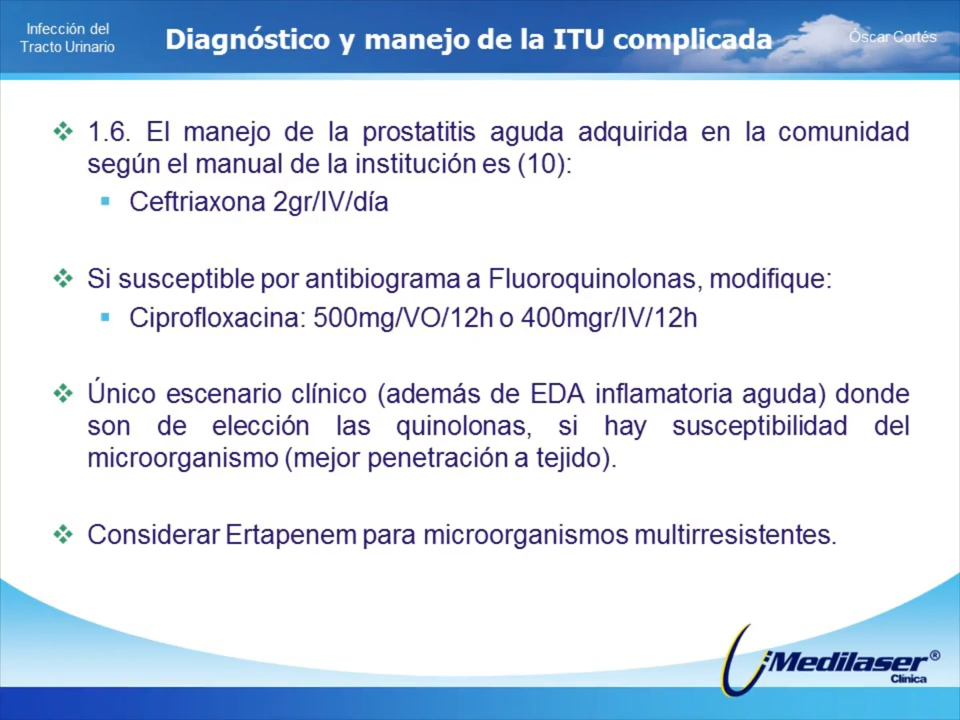 Infección del
Tracto Urinario
Diagnóstico y manejo de la ITU complicada
Óscar Cortés
1.6. El manejo de la prostatitis aguda adquirida en la comunidad
según el manual de la institución es (10):
Ceftriaxona 2gr/IV/día
Si susceptible por antibiograma a Fluoroquinolonas, modifique:
Ciprofloxacina: 500mg/VO/12h o 400mgr/IV/12h
Único escenario clínico (además de EDA inflamatoria aguda) donde
son de elección las quinolonas, si hay susceptibilidad del
microorganismo (mejor penetración a tejido).
Considerar Ertapenem para microorganismos multirresistentes.
Medilaser®
Clínica